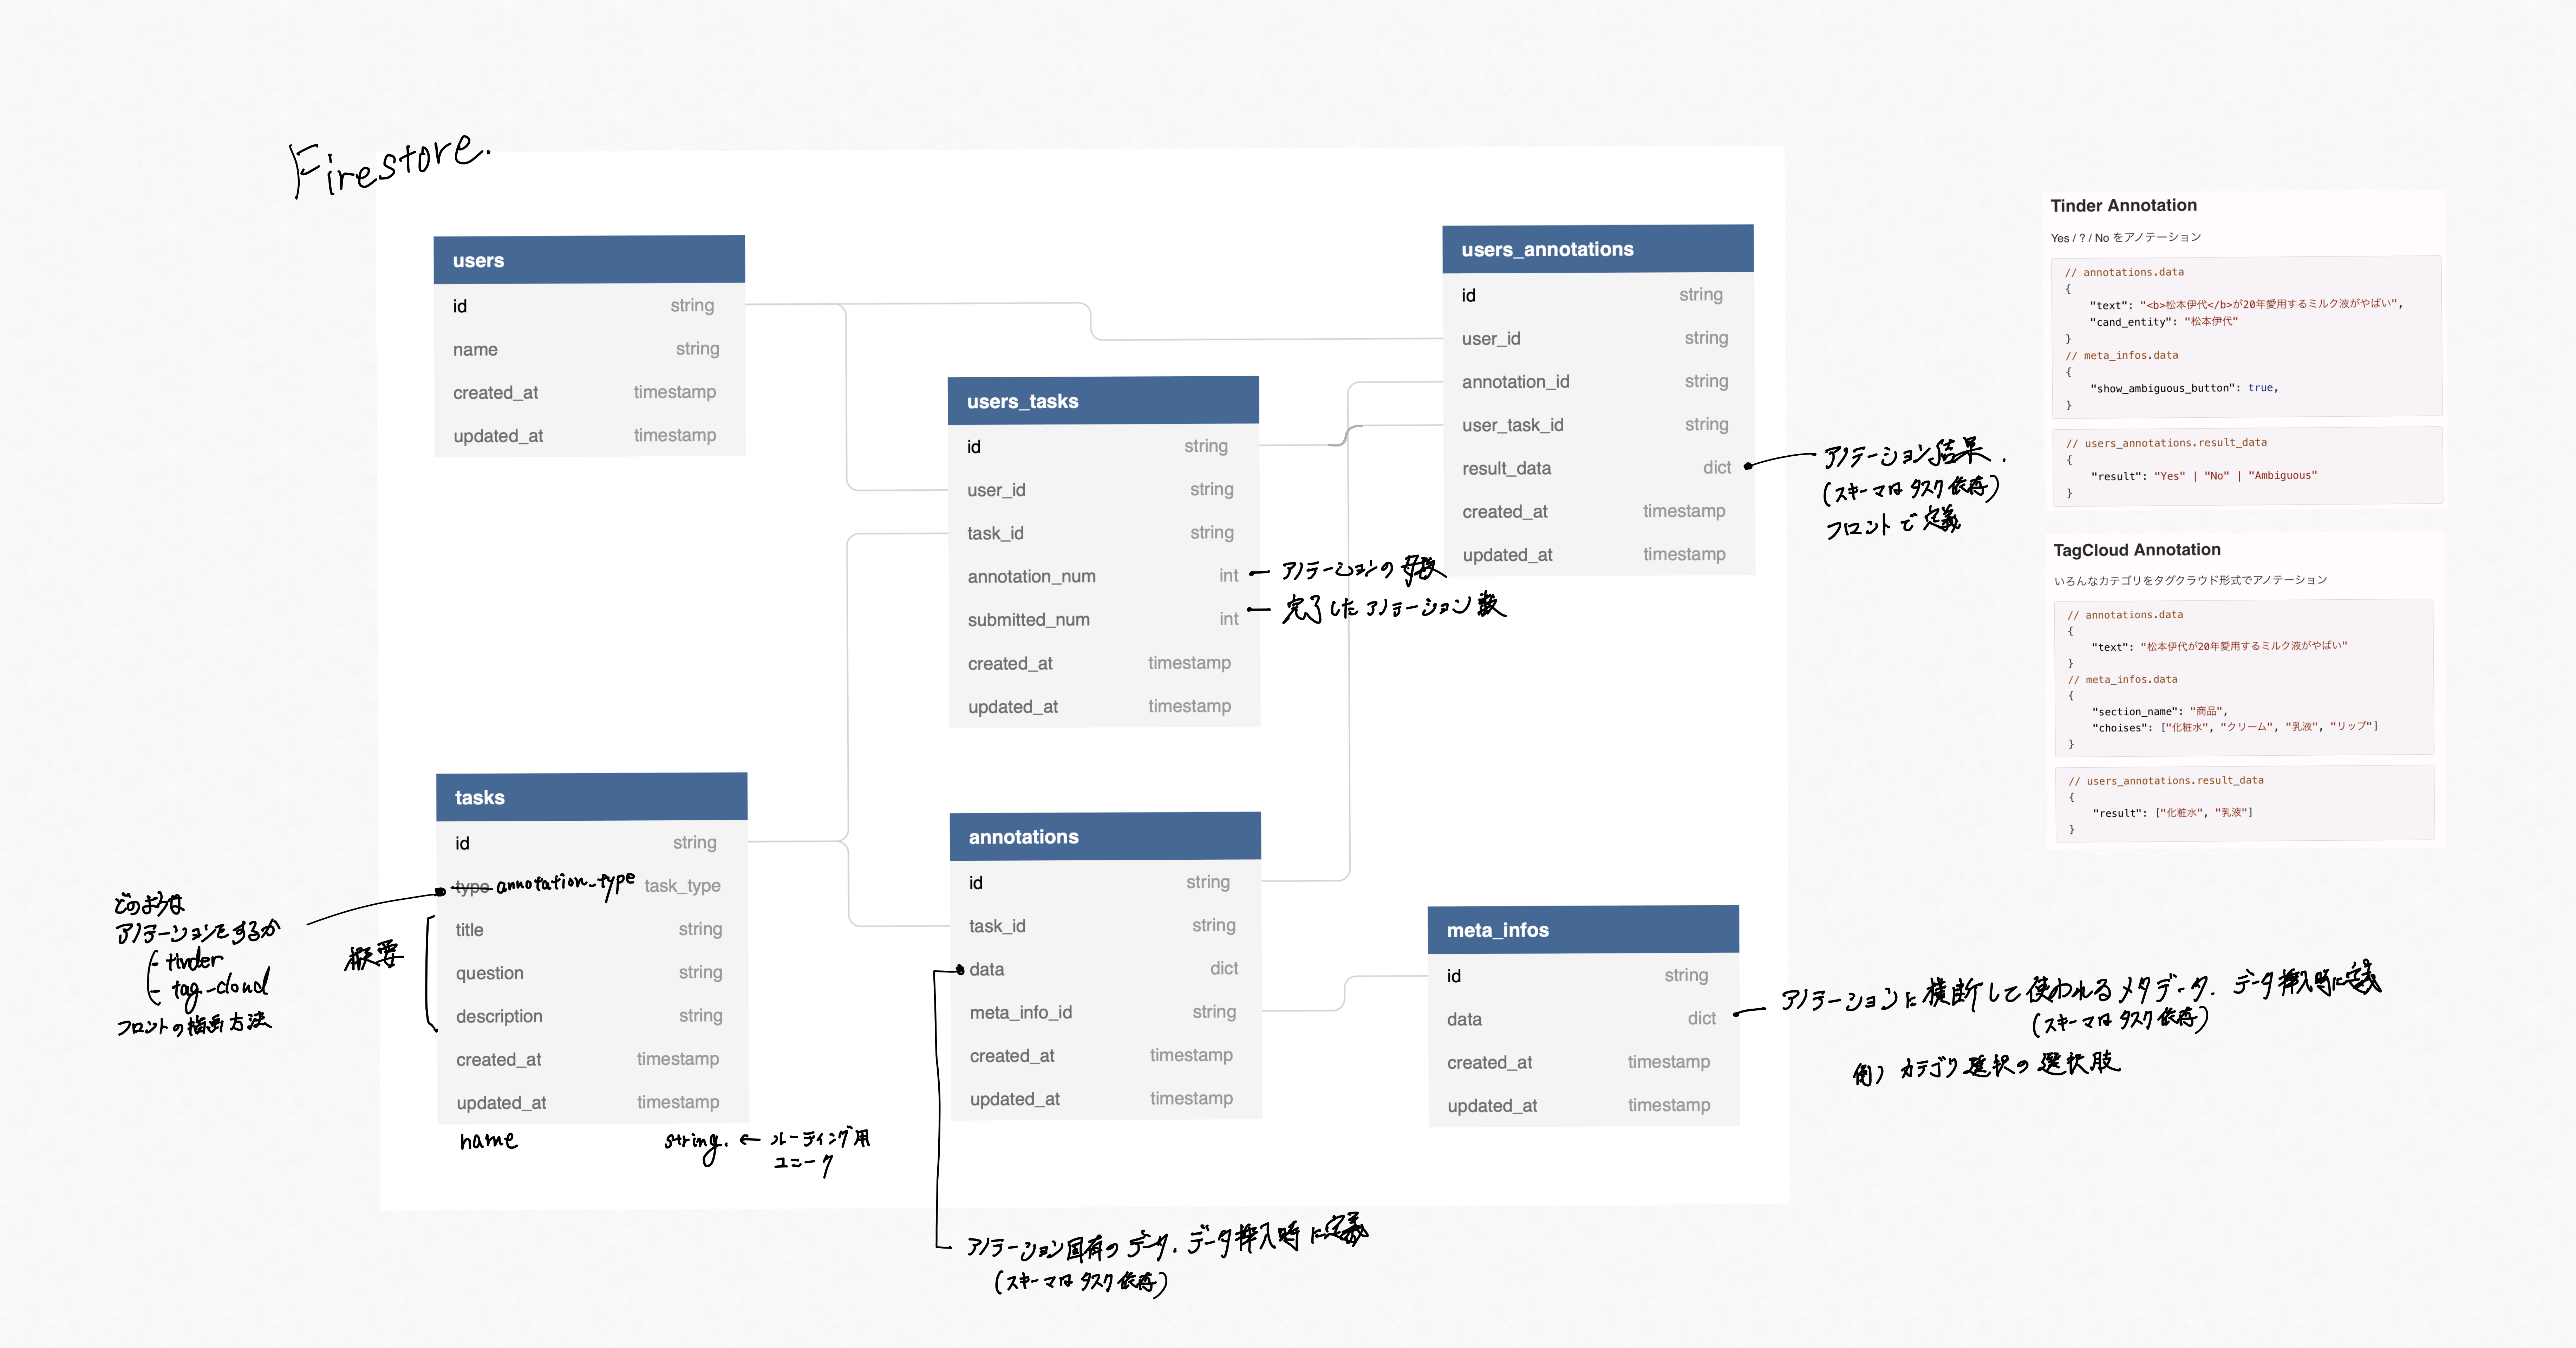 Firestore.
users
id string
name string
created_at timestamp
updated_at timestamp
users_tasks
id string
user_id string
task_id string
annotation_num int
アノテーションの母数
submitted_num int
完了したアノテーション数
created_at timestamp
updated_at timestamp
users_annotations
id string
user_id string
annotation_id string
user_task_id string
result_data dict
created_at timestamp
updated_at timestamp
アノテーション結果.
(スキーマはタスク依存)
フロントで定義
tasks
id string
type annotation_type task_type
title string
question string
description string
created_at timestamp
updated_at timestamp
name string. ← ルーティング用
ユニーク
どのような
アノテーションをするか
- tinder
- tag-cloud
フロントの描画方法
概要
annotations
id string
task_id string
data dict
meta_info_id string
created_at timestamp
updated_at timestamp
アノテーション固有のデータ. データ挿入時に定義
(スキーマはタスク依存)
meta_infos
id string
data dict
created_at timestamp
updated_at timestamp
アノテーションに横断して使われるメタデータ. データ挿入時に定義
(スキーマはタスク依存)
例) カテゴリ選択の選択肢
Tinder Annotation
Yes / ? / No をアノテーション
// annotations.data
{
"text": "<b>松本伊代</b>が20年愛用するミルク液がやばい",
"cand_entity": "松本伊代"
}
// meta_infos.data
{
"show_ambiguous_button": true,
}
// users_annotations.result_data
{
"result": "Yes" | "No" | "Ambiguous"
}
TagCloud Annotation
いろんなカテゴリをタグクラウド形式でアノテーション
// annotations.data
{
"text": "松本伊代が20年愛用するミルク液がやばい"
}
// meta_infos.data
{
"section_name": "商品",
"choises": ["化粧水", "クリーム", "乳液", "リップ"]
}
// users_annotations.result_data
{
"result": ["化粧水", "乳液"]
}